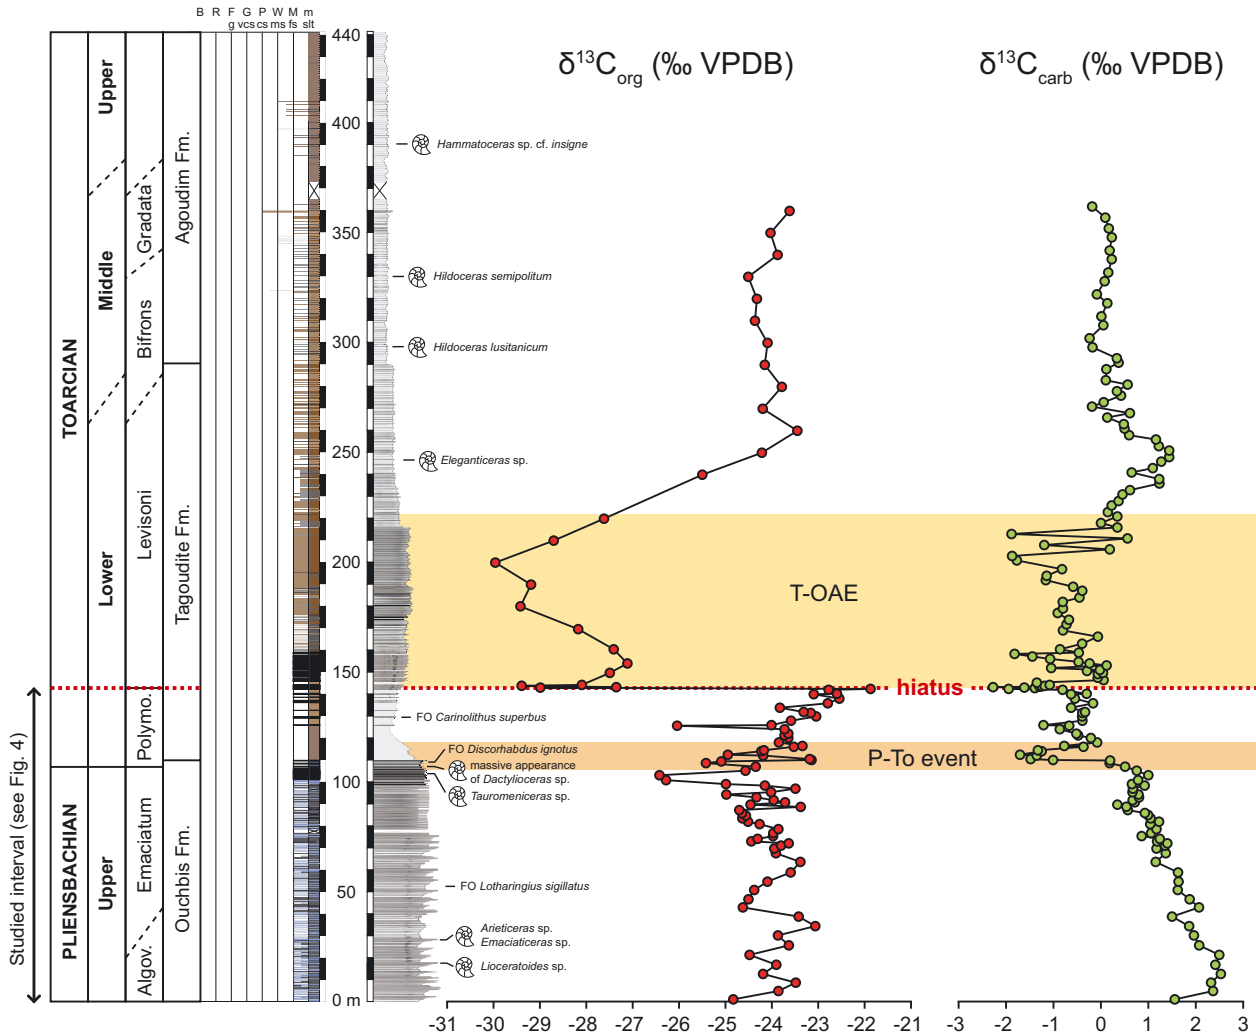 B R F G P W M m
g vcs cs ms fs slt
δ13Corg (‰ VPDB)
δ13Ccarb (‰ VPDB)
440
400
350
300
250
200
150
100
50
0 m
TOARCIAN
PLIENSBACHIAN
Upper
Middle
Lower
Upper
Gradata
Bifrons
Levisoni
Polymo.
Emaciatum
Algov.
Agoudim Fm.
Tagoudite Fm.
Ouchbis Fm.
Studied interval (see Fig. 4)
Hammatoceras sp. cf. insigne
Hildoceras semipolitum
Hildoceras lusitanicum
Eleganticeras sp.
T-OAE
hiatus
FO Carinolithus superbus
P-To event
FO Discorhabdus ignotus
massive appearance
of Dactylioceras sp.
Tauromeniceras sp.
FO Lotharingius sigillatus
Arieticeras sp.
Emaciaticeras sp.
Lioceratoides sp.
-31 -30 -29 -28 -27 -26 -25 -24 -23 -22 -21
-3 -2 -1 0 1 2 3